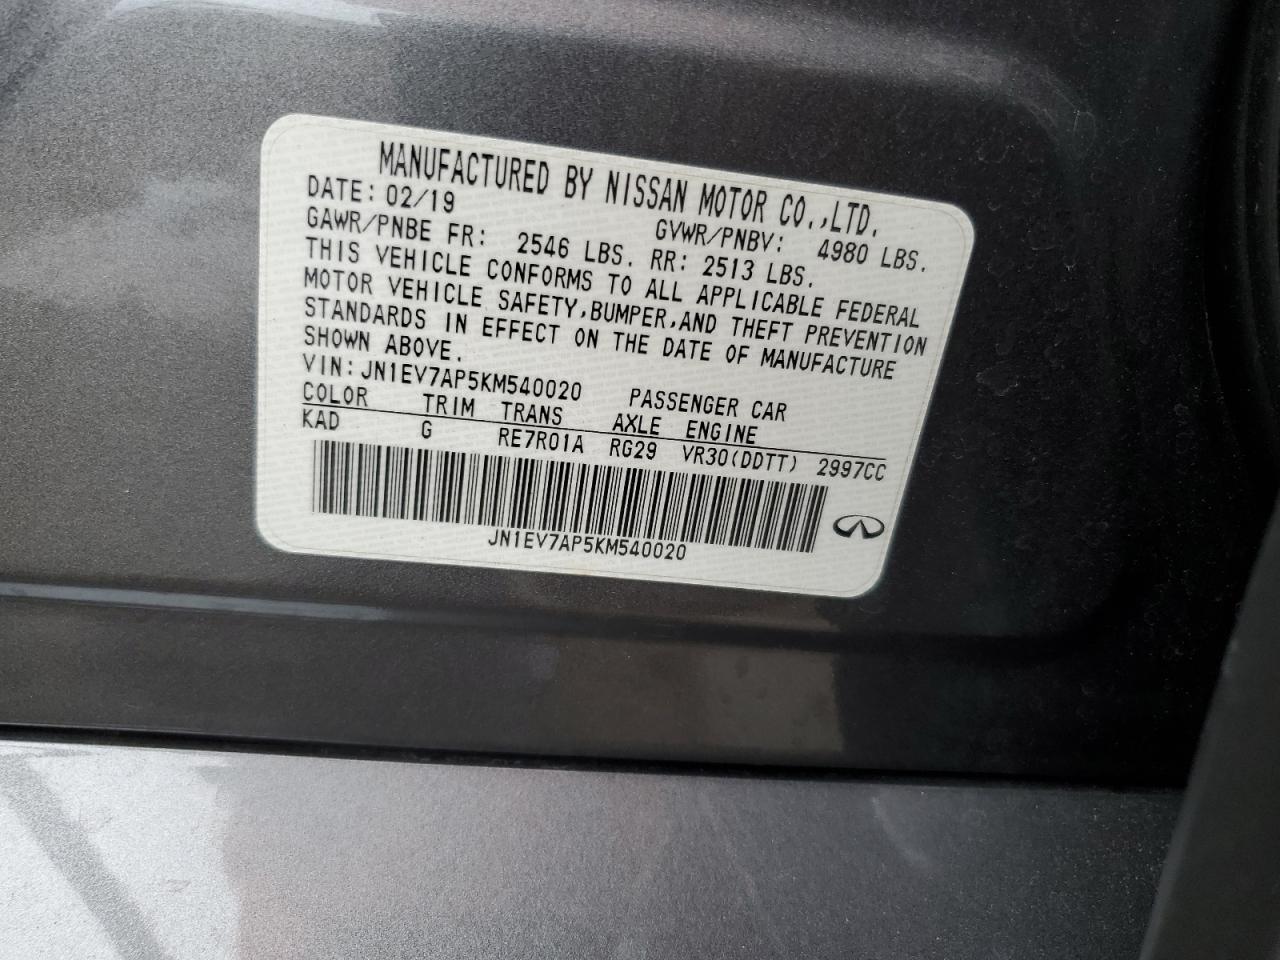 MANUFACTURED BY NISSAN MOTOR CO.,LTD.
DATE: 02/19 GVWR/PNBV: 4980 LBS.
GAWR/PNBE FR: 2546 LBS. RR: 2513 LBS.
THIS VEHICLE CONFORMS TO ALL APPLICABLE FEDERAL
MOTOR VEHICLE SAFETY,BUMPER,AND THEFT PREVENTION
STANDARDS IN EFFECT ON THE DATE OF MANUFACTURE
SHOWN ABOVE.
VIN: JN1EV7AP5KM540020 PASSENGER CAR
COLOR TRIM TRANS AXLE ENGINE
KAD G RE7R01A RG29 VR30(DDTT) 2997CC
JN1EV7AP5KM540020